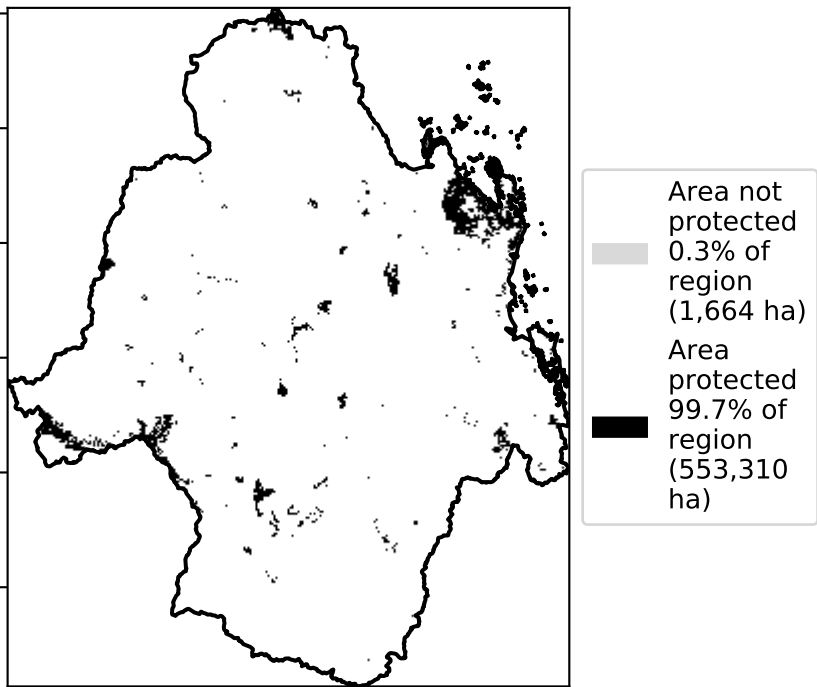 Area not
protected
0.3% of
region
(1,664 ha)
Area
protected
99.7% of
region
(553,310
ha)